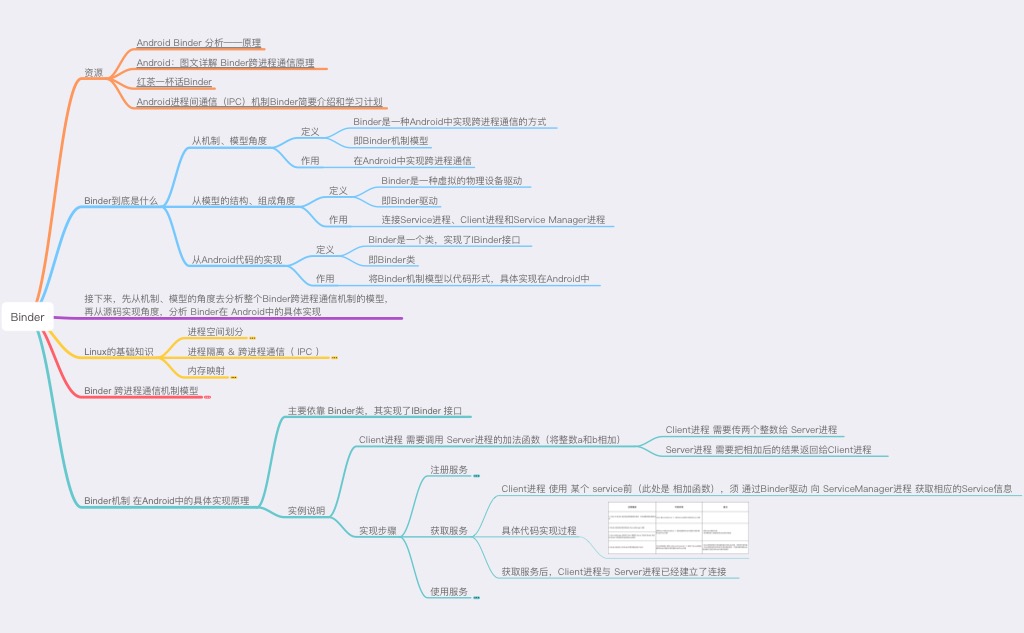 Android Binder 分析——原理
Android：图文详解 Binder跨进程通信原理
资源
红茶一杯话Binder
Android进程间通信（IPC）机制Binder简要介绍和学习计划
Binder是一种Android中实现跨进程通信的方式
定义
从机制、模型角度
即Binder机制模型
作用
在Android中实现跨进程通信
Binder是一种虚拟的物理设备驱动
定义
Binder到底是什么
从模型的结构、组成角度
即Binder驱动
作用
连接Service进程、Client进程和Service Manager进程
Binder是一个类，实现了IBinder接口
定义
从Android代码的实现
即Binder类
作用
将Binder机制模型以代码形式，具体实现在Android中
接下来，先从机制、模型的角度去分析整个Binder跨进程通信机制的模型，
再从源码实现角度，分析 Binder在 Android中的具体实现
Binder
进程空间划分
Linux的基础知识
进程隔离 & 跨进程通信（ IPC ）
内存映射
Binder 跨进程通信机制模型
主要依靠 Binder类，其实现了IBinder 接口
Client进程 需要传两个整数给 Server进程
Client进程 需要调用 Server进程的加法函数（将整数a和b相加）
Server进程 需要把相加后的结果返回给Client进程
注册服务
Client进程 使用 某个 service前（此处是 相加函数），须 通过Binder驱动 向 ServiceManager进程 获取相应的Service信息
Binder机制 在Android中的具体实现原理
实例说明
实现步骤
获取服务
具体代码实现过程
获取服务后，Client进程与 Server进程已经建立了连接
使用服务